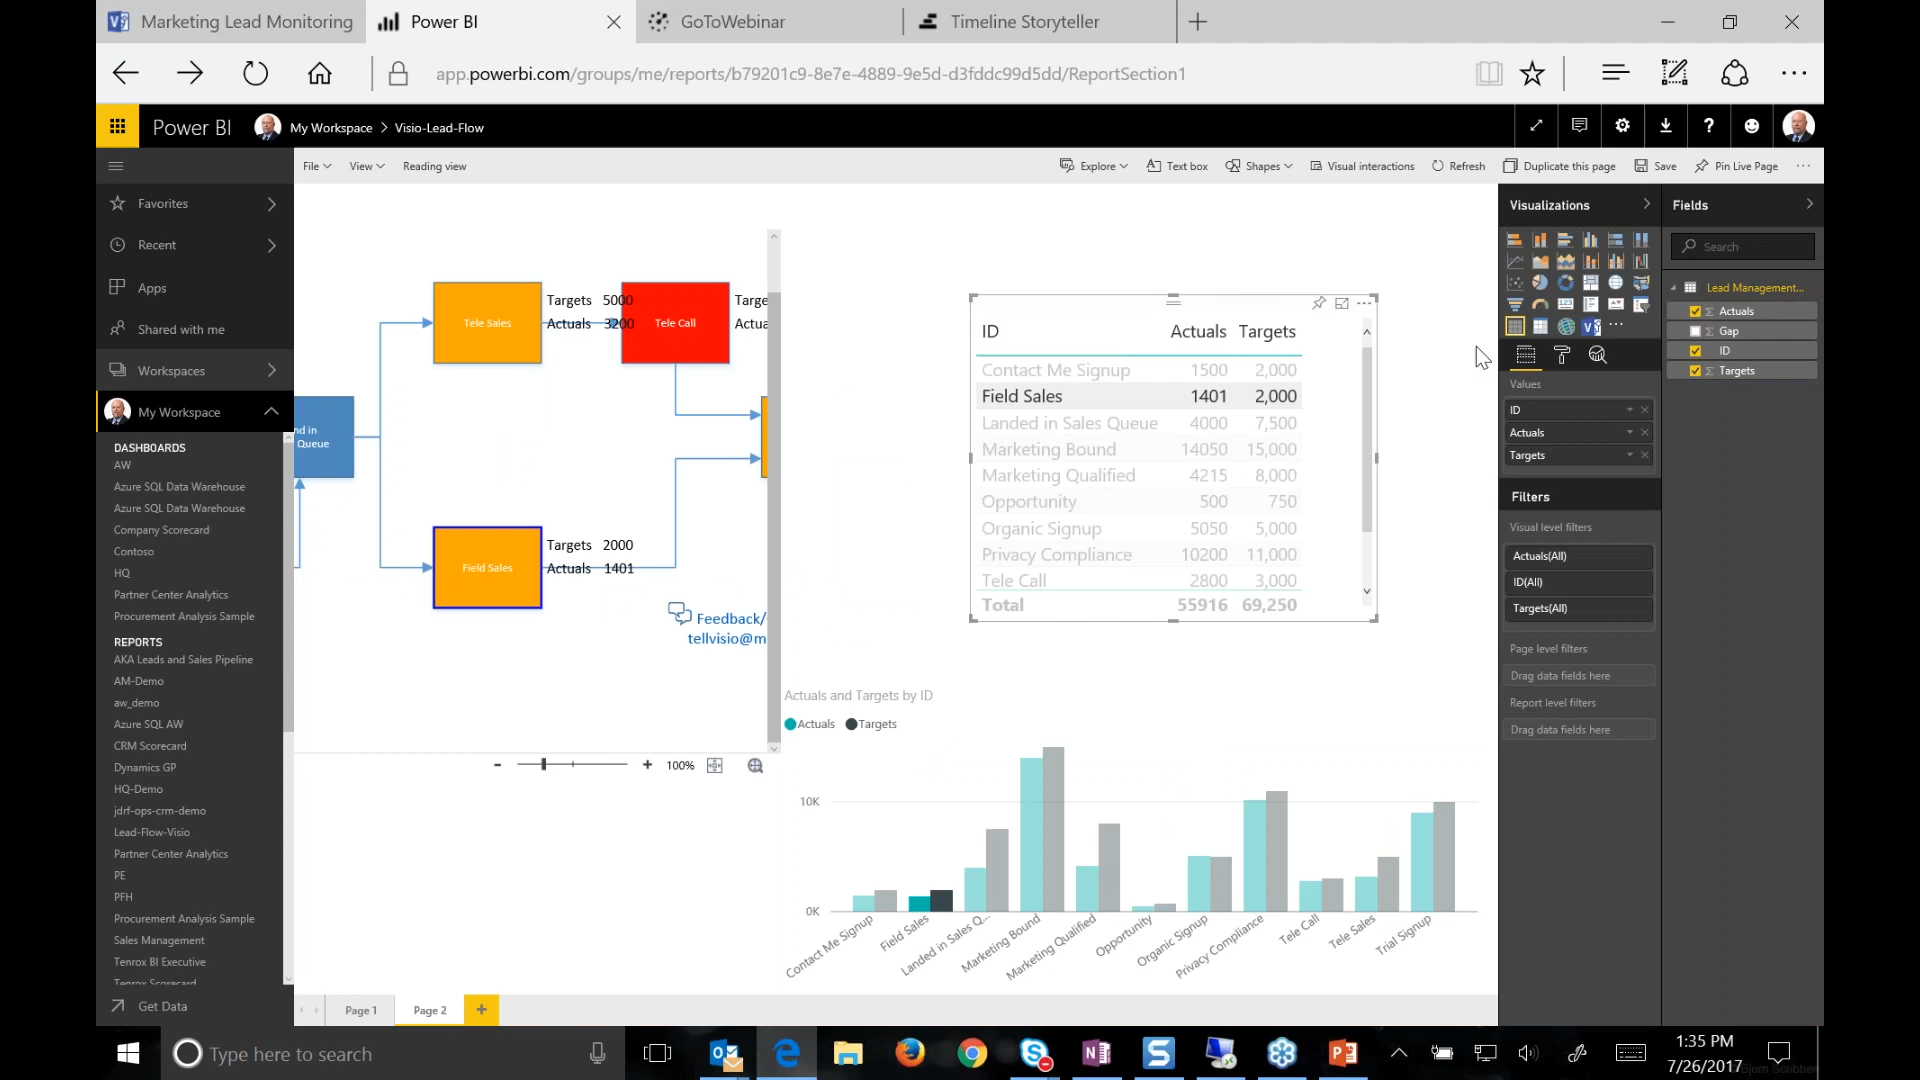 Marketing Lead Monitoring
Power BI
GoToWebinar
Timeline Storyteller
app.powerbi.com/groups/me/reports/b79201c9-8e7e-4889-9e5d-d3fddc99d5dd/ReportSection1
Power BI
My Workspace > Visio-Lead-Flow
File
View
Reading view
Explore
Text box
Shapes
Visual interactions
Refresh
Duplicate this page
Save
Pin Live Page
Favorites
Recent
Apps
Shared with me
Workspaces
My Workspace
DASHBOARDS
AW
Azure SQL Data Warehouse
Azure SQL Data Warehouse
Company Scorecard
Contoso
HQ
Partner Center Analytics
Procurement Analysis Sample
REPORTS
AKA Leads and Sales Pipeline
AM-Demo
aw_demo
Azure SQL AW
CRM Scorecard
Dynamics GP
HQ-Demo
jdrf-ops-crm-demo
Lead-Flow-Visio
Partner Center Analytics
PE
PFH
Procurement Analysis Sample
Sales Management
Tenrox BI Executive
Tenrox Scorecard
Get Data
nd in
Queue
Tele Sales
Targets 5000
Actuals 3200
Tele Call
Targe
Actua
Field Sales
Targets 2000
Actuals 1401
Feedback/
tellvisio@m
100%
ID Actuals Targets
Contact Me Signup 1500 2,000
Field Sales 1401 2,000
Landed in Sales Queue 4000 7,500
Marketing Bound 14050 15,000
Marketing Qualified 4215 8,000
Opportunity 500 750
Organic Signup 5050 5,000
Privacy Compliance 10200 11,000
Tele Call 2800 3,000
Total 55916 69,250
Actuals and Targets by ID
Actuals Targets
10K
0K
Contact Me Signup
Field Sales
Landed in Sales Q...
Marketing Bound
Marketing Qualified
Opportunity
Organic Signup
Privacy Compliance
Tele Call
Tele Sales
Trial Signup
Page 1
Page 2
Visualizations
Values
ID
Actuals
Targets
Filters
Visual level filters
Actuals(All)
ID(All)
Targets(All)
Page level filters
Drag data fields here
Report level filters
Drag data fields here
Fields
Search
Lead Management...
Actuals
Gap
ID
Targets
Type here to search
1:35 PM
7/26/2017